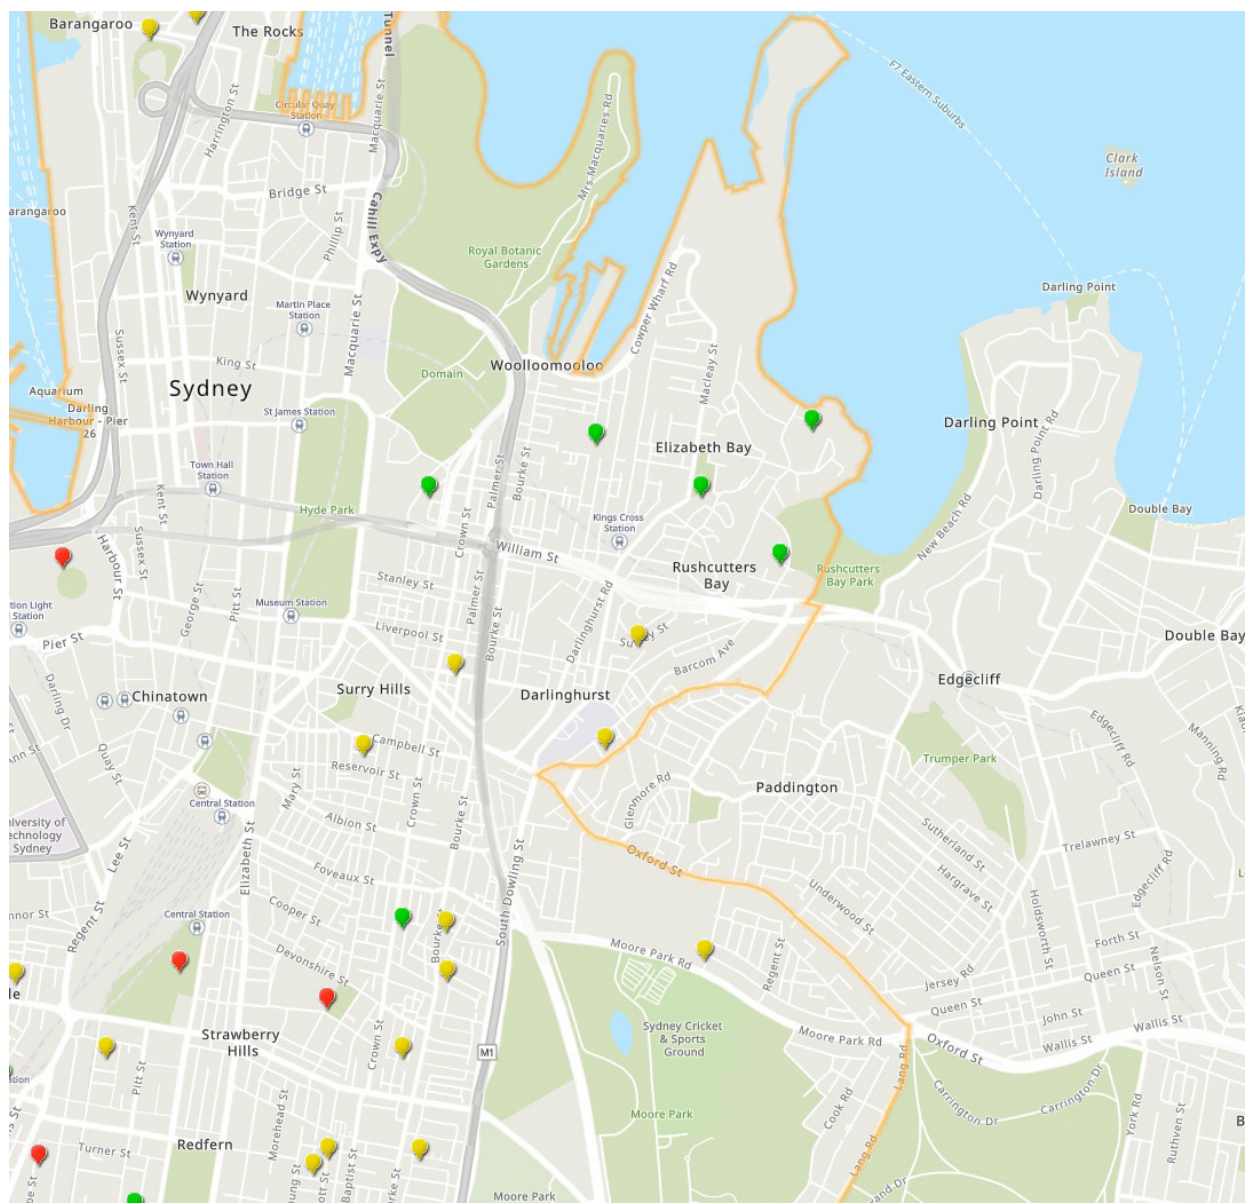 Barangaroo
The Rocks
Tunnel
Circular Quay
Station
Harrington St
Macquarie St
Mrs Macquaries Rd
F7 Eastern Suburbs
Clark
Island
Bridge St
Kent St
Phillip St
Cahill Expy
Wynyard
Station
Royal Botanic
Gardens
Wynyard
Martin Place
Station
Macquarie St
Cowper Wharf Rd
Darling Point
Sussex St
King St
Woolloomooloo
Macleay St
Domain
Sydney
Aquarium
Darling
Harbour - Pier
26
St James Station
Darling Point
Darling Point Rd
Elizabeth Bay
Palmer St
Bourke St
Town Hall
Station
Kent St
Hyde Park
Crown St
Kings Cross
Station
New Beach Rd
Double Bay
William St
Harbour St
Sussex St
Stanley St
Rushcutters
Bay
Rushcutters
Bay Park
George St
Pitt St
Museum Station
Palmer St
Bourke St
Liverpool St
Darlinghurst Rd
Pier St
Barcom Ave
Double Bay
Edgecliff
Darling Dr
Chinatown
Surry Hills
Darlinghurst
Edgecliff Rd
Manning Rd
Quay St
Campbell St
Reservoir St
Trumper Park
Mary St
Crown St
Glenmore Rd
Paddington
Central Station
Bourke St
Albion St
Sutherland St
Trelawney St
Lee St
Elizabeth St
Oxford St
Hargrave St
Edgecliff Rd
Foveaux St
South Dowling St
Underwood St
Holdsworth St
Regent St
Central Station
Cooper St
Bourke St
Moore Park Rd
Regent St
Forth St
Devonshire St
Jersey Rd
Queen St
Nelson St
Queen St
John St
Strawberry
Hills
Crown St
Sydney Cricket
& Sports
Ground
Moore Park Rd
Oxford St
Wallis St
Wallis St
M1
Lang Rd
Pitt St
Cook Rd
Carrington Dr
Carrington Dr
York Rd
Ruthven St
Moore Park
Turner St
Redfern
Morehead St
Baptist St
Lang Rd
Moore Park